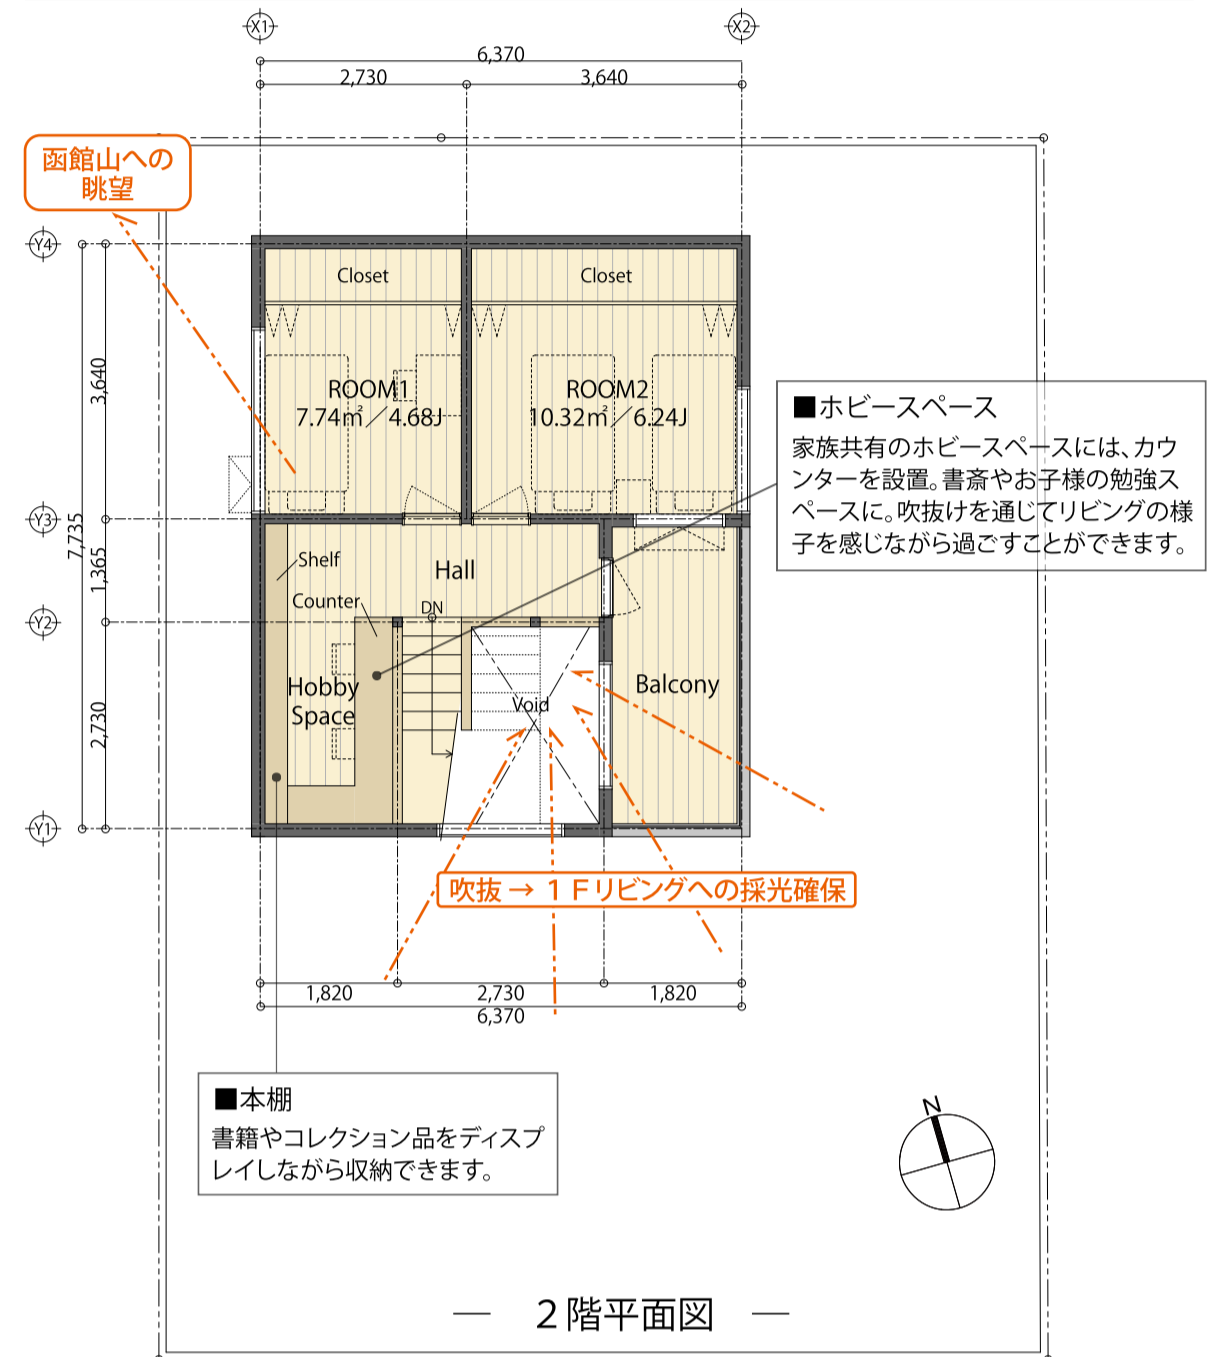 X1
X2
6,370
2,730
3,640
函館山への
眺望
Y4
Closet
Closet
3,640
ROOM1
7.74㎡／4.68J
ROOM2
10.32㎡／6.24J
■ホビースペース
家族共有のホビースペースには、カウ
ンターを設置。書斎やお子様の勉強ス
ペースに。吹抜けを通じてリビングの様
子を感じながら過ごすことができます。
Y3
7,735
1,365
Shelf
Hall
Counter
DN
Y2
Hobby
Space
Void
Balcony
2,730
Y1
吹抜 → １Ｆリビングへの採光確保
1,820
2,730
1,820
6,370
■本棚
書籍やコレクション品をディスプ
レイしながら収納できます。
N
― ２階平面図 ―